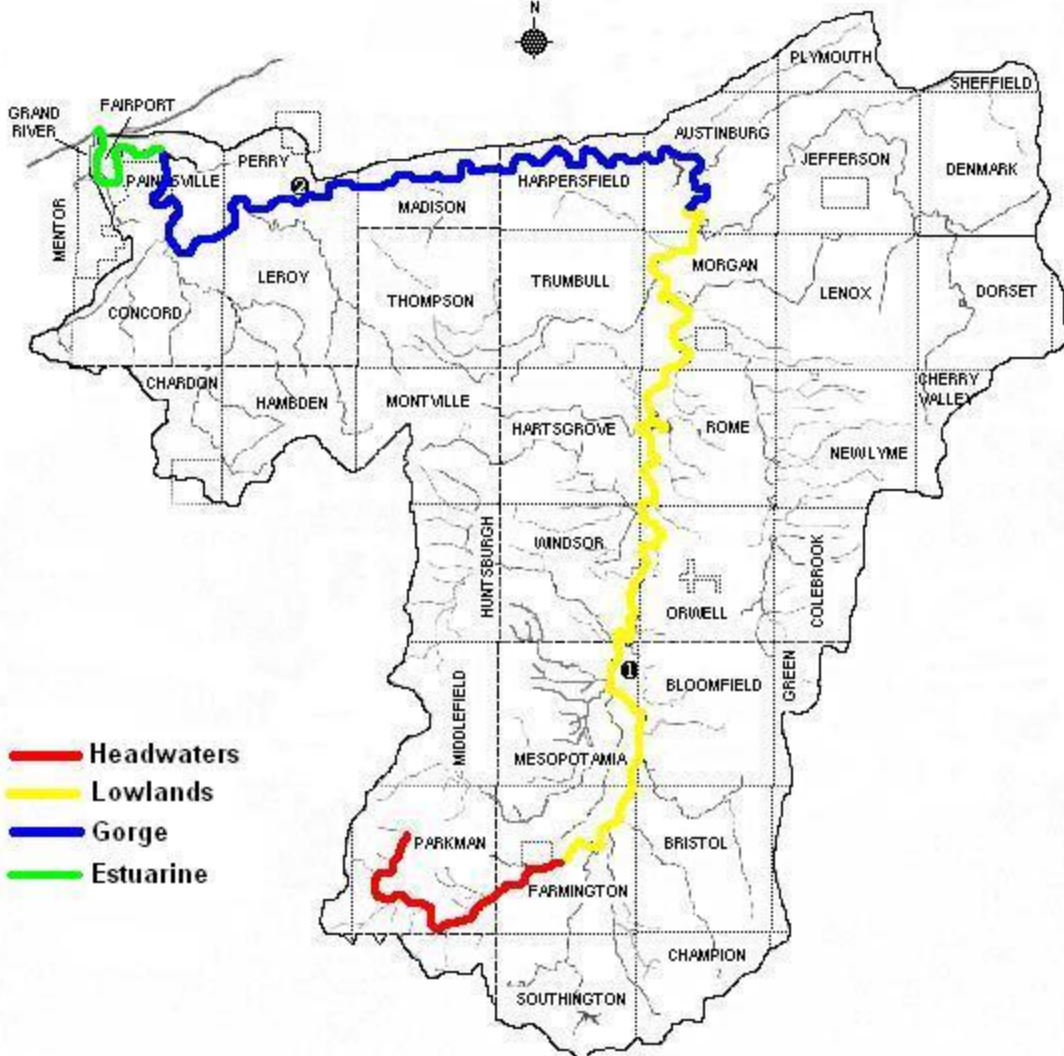 N
PLYMOUTH
SHEFFIELD
FAIRPORT
GRAND
RIVER
AUSTINBURG
PERRY
JEFFERSON
DENMARK
PAINESVILLE
2
HARPERSFIELD
MADISON
MENTOR
LEROY
MORGAN
TRUMBULL
THOMPSON
LENOX
DORSET
CONCORD
CHARDON
CHERRY
VALLEY
HAMBDEN
MONTVILLE
HARTSGROVE
ROME
NEWLYME
WINDSOR
HUNTSBURGH
COLEBROOK
ORWELL
1
BLOOMFIELD
GREEN
MIDDLEFIELD
MESOPOTAMIA
Headwaters
Lowlands
Gorge
Estuarine
PARKMAN
BRISTOL
FARMINGTON
CHAMPION
SOUTHINGTON